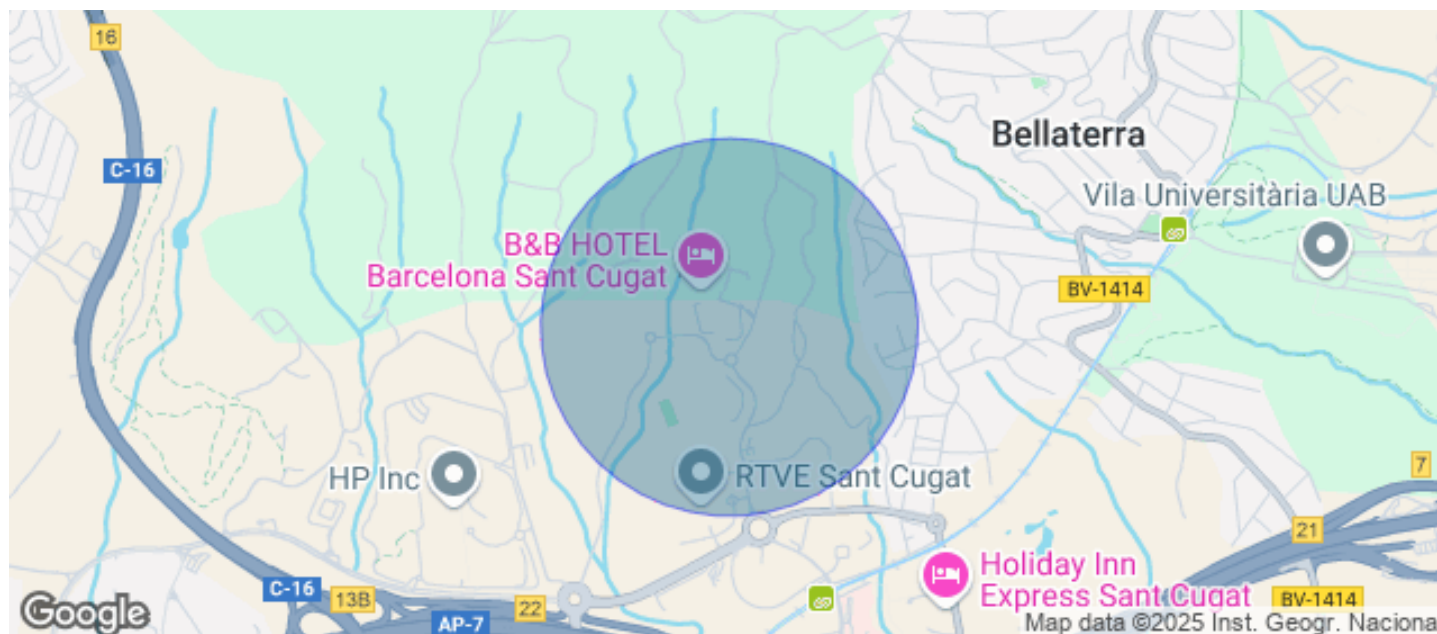 16
C-16
Bellaterra
Vila Universitària UAB
B&B HOTEL
Barcelona Sant Cugat
BV-1414
HP Inc
RTVE Sant Cugat
7
21
Holiday Inn
Express Sant Cugat
C-16
13B
22
BV-1414
AP-7
Google
Map data ©2025 Inst. Geogr. Naciona